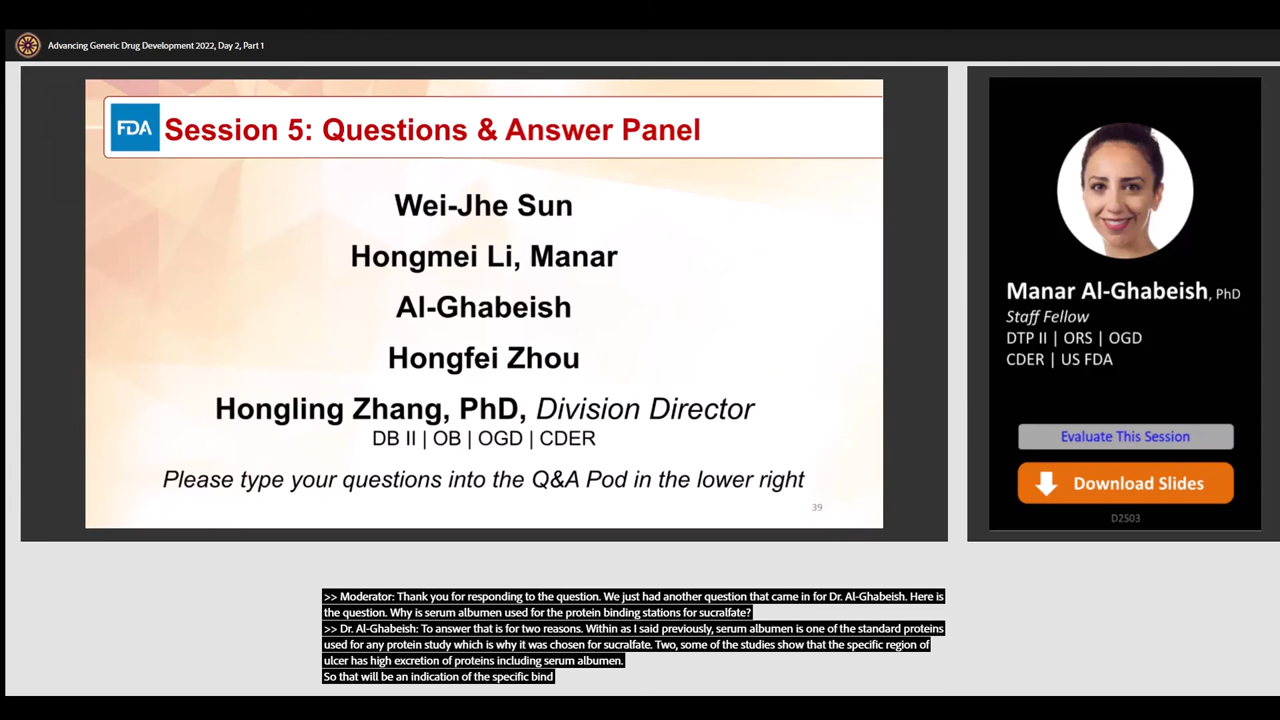 Advancing Generic Drug Development 2022, Day 2, Part 1
FDA
Session 5: Questions & Answer Panel
Wei-Jhe Sun
Hongmei Li, Manar
Al-Ghabeish
Hongfei Zhou
Hongling Zhang, PhD, Division Director
DB II | OB | OGD | CDER
Please type your questions into the Q&A Pod in the lower right
39
Manar Al-Ghabeish, PhD
Staff Fellow
DTP II | ORS | OGD
CDER | US FDA
Evaluate This Session
Download Slides
D2S03
>> Moderator: Thank you for responding to the question. We just had another question that came in for Dr. Al-Ghabeish. Here is
the question. Why is serum albumen used for the protein binding stations for sucralfate?
>> Dr. Al-Ghabeish: To answer that is for two reasons. Within as I said previously, serum albumen is one of the standard proteins
used for any protein study which is why it was chosen for sucralfate. Two, some of the studies show that the specific region of
ulcer has high excretion of proteins including serum albumen.
So that will be an indication of the specific bind